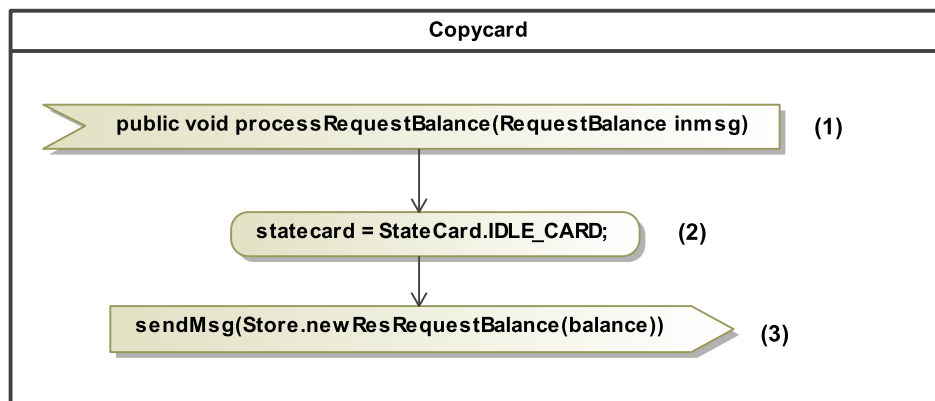 Copycard
public void processRequestBalance(RequestBalance inmsg) (1)
statecard = StateCard.IDLE_CARD; (2)
sendMsg(Store.newResRequestBalance(balance)) (3)